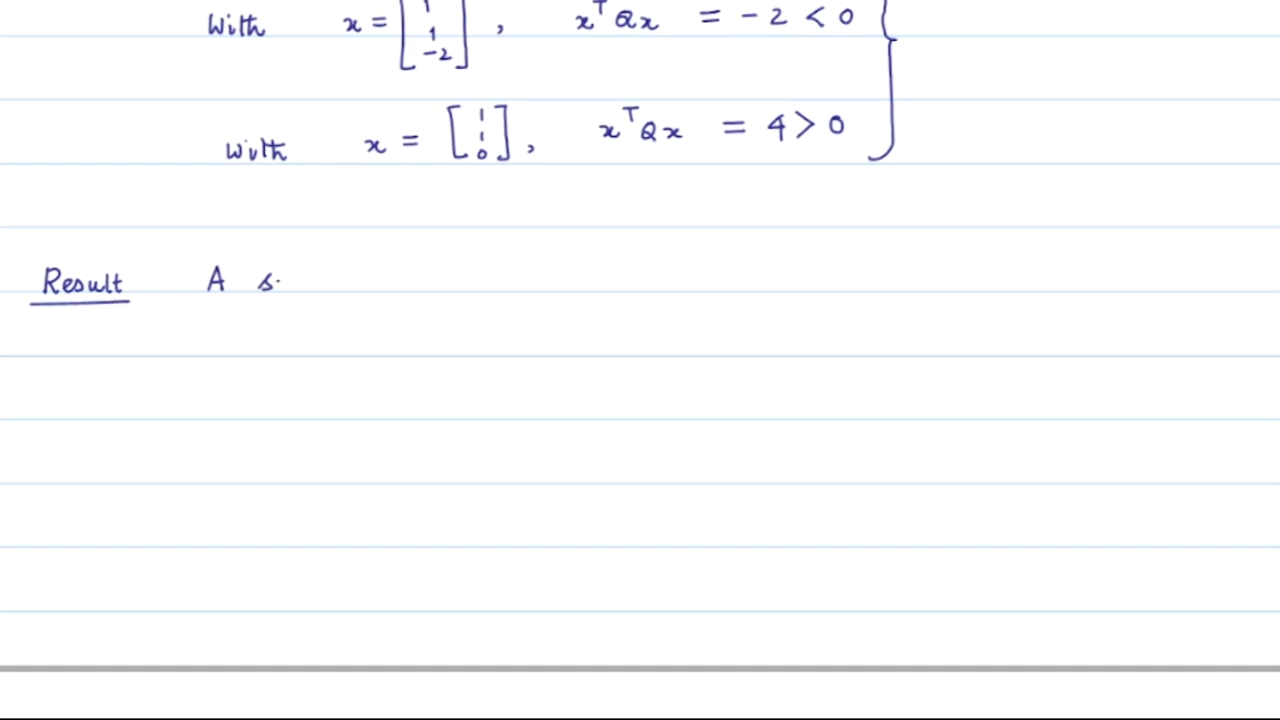 With x = [1 1 -2], xᵀQx = -2 < 0
With x = [1 1 0], xᵀQx = 4 > 0 }
Result A s.